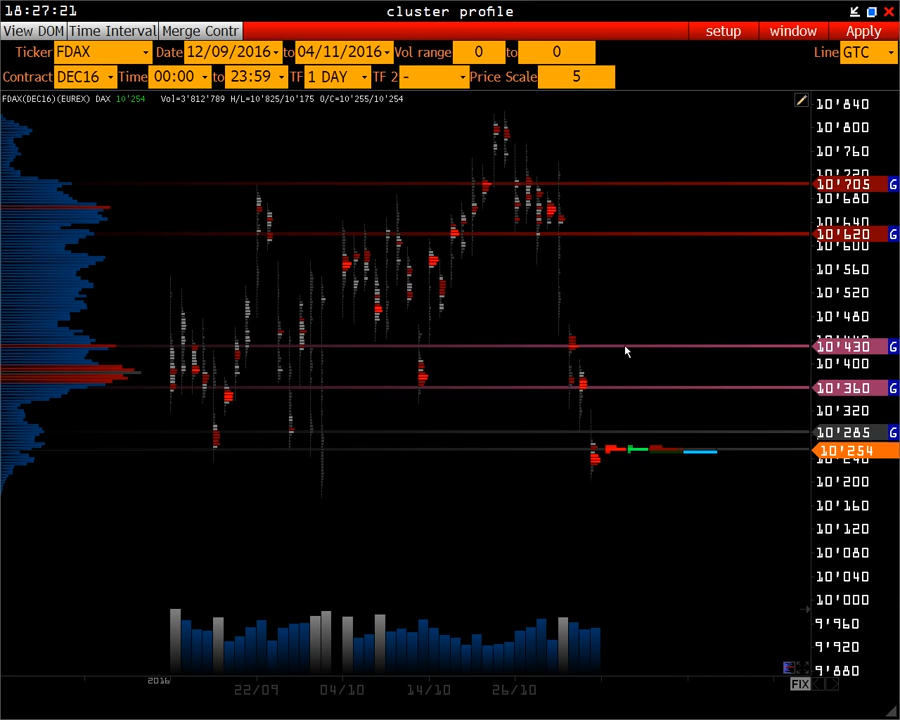 18:27:21 cluster profile
View DOM Time Interval Merge Contr setup window Apply
Ticker FDAX Date 12/09/2016 to 04/11/2016 Vol range 0 to 0 Line GTC
Contract DEC16 Time 00:00 to 23:59 TF 1 DAY TF 2 - Price Scale 5
FDAX(DEC16)(EUREX) DAX 10'254 Vol=3'812'789 H/L=10'825/10'175 O/C=10'255/10'254
10'840
10'800
10'760
10'720
10'705 G
10'680
10'640
10'620 G
10'600
10'560
10'520
10'480
10'430 G
10'400
10'360 G
10'320
10'285 G
10'254
10'240
10'200
10'160
10'120
10'080
10'040
10'000
9'960
9'920
9'880
2016 22/09 04/10 14/10 26/10 FIX